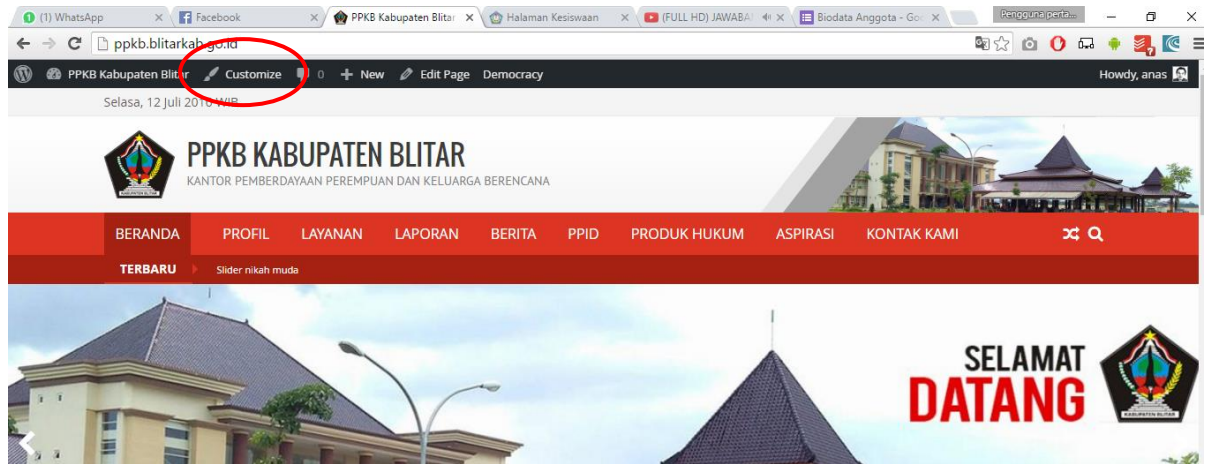 (1) WhatsApp Facebook PPKB Kabupaten Blitar Halaman Kesiswaan (FULL HD) JAWABA Biodata Anggota - Goo Pengguna perta...
ppkb.blitarkab.go.id
PPKB Kabupaten Blitar Customize 0 + New Edit Page Democracy Howdy, anas
Selasa, 12 Juli 2016 WIB
PPKB KABUPATEN BLITAR
KANTOR PEMBERDAYAAN PEREMPUAN DAN KELUARGA BERENCANA
BERANDA PROFIL LAYANAN LAPORAN BERITA PPID PRODUK HUKUM ASPIRASI KONTAK KAMI
TERBARU Slider nikah muda
SELAMAT
DATANG
KABUPATEN BLITAR